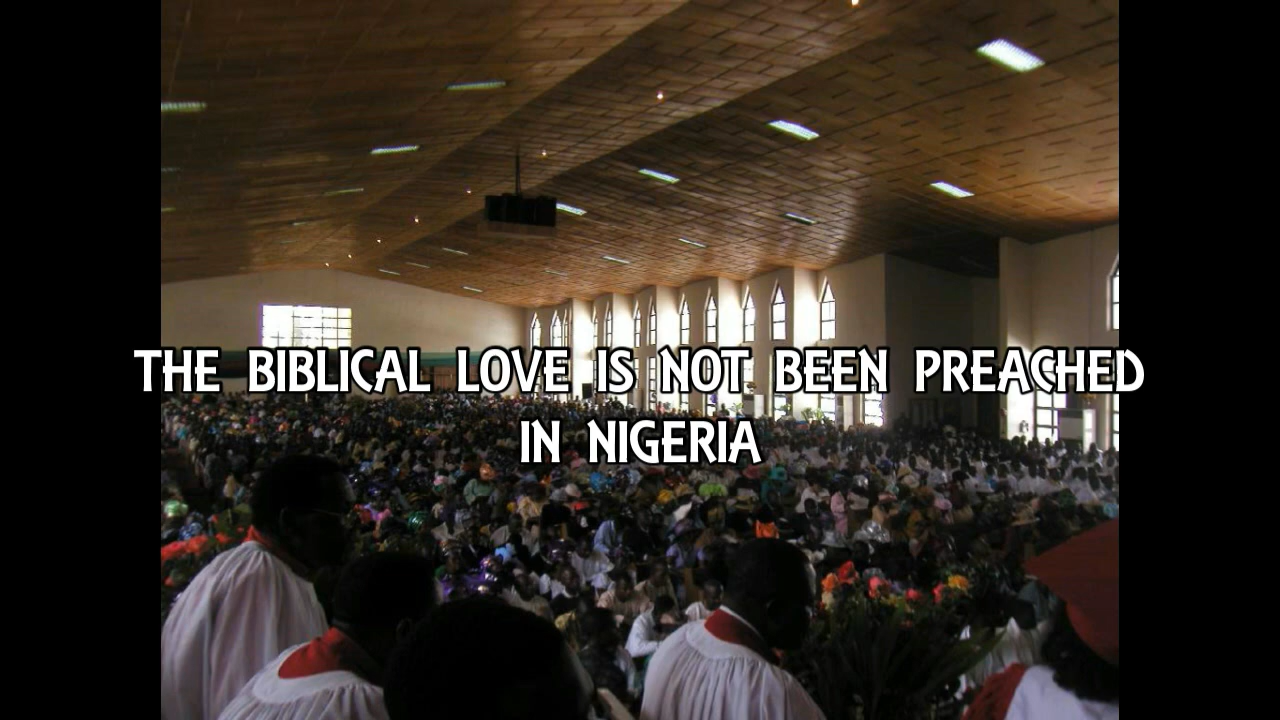 THE BIBLICAL LOVE IS NOT BEEN PREACHED
IN NIGERIA